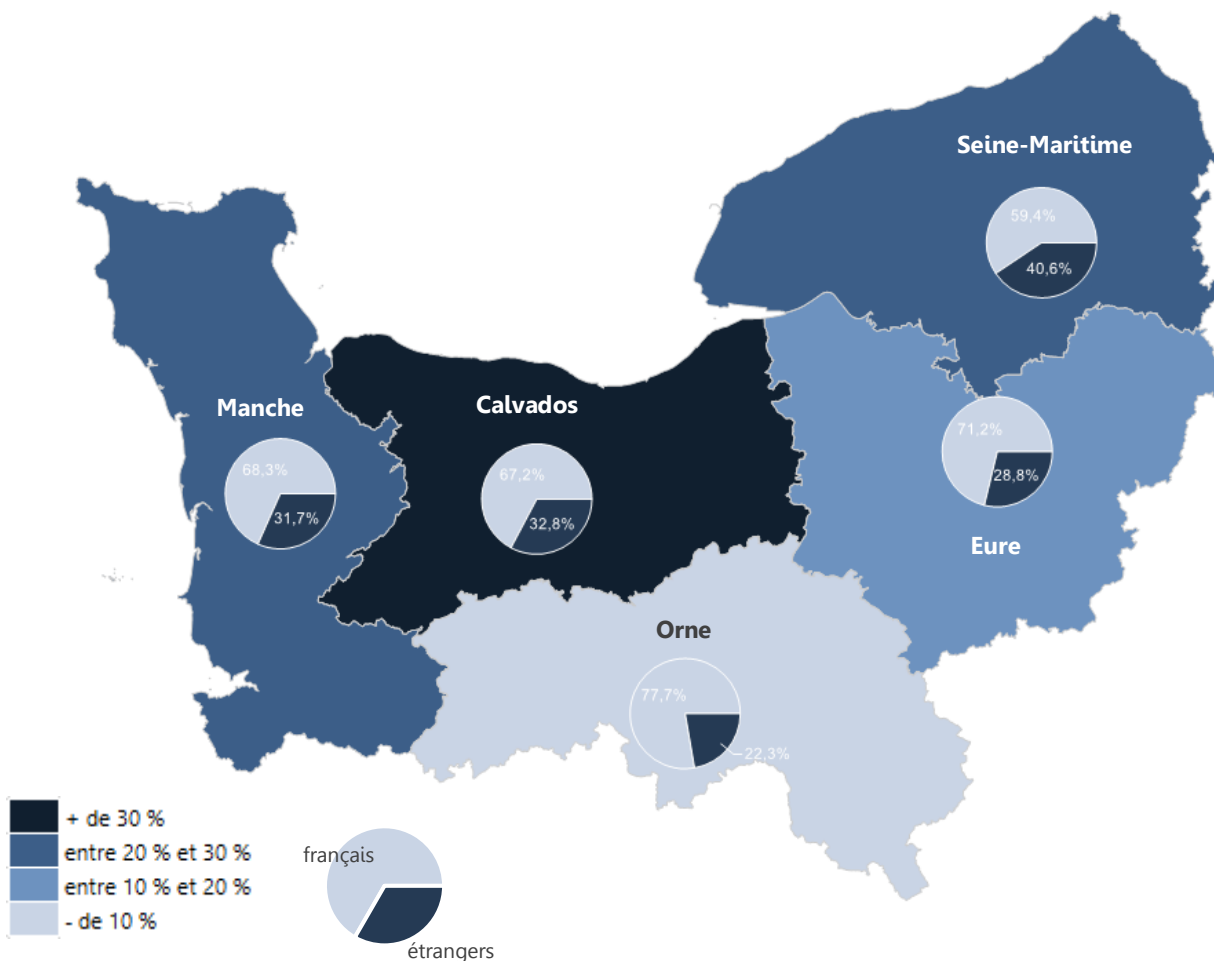 Seine-Maritime
59,4%
40,6%
Manche
68,3%
31,7%
Calvados
67,2%
32,8%
71,2%
28,8%
Eure
Orne
77,7%
22,3%
+ de 30 %
entre 20 % et 30 %
entre 10 % et 20 %
- de 10 %
français
étrangers